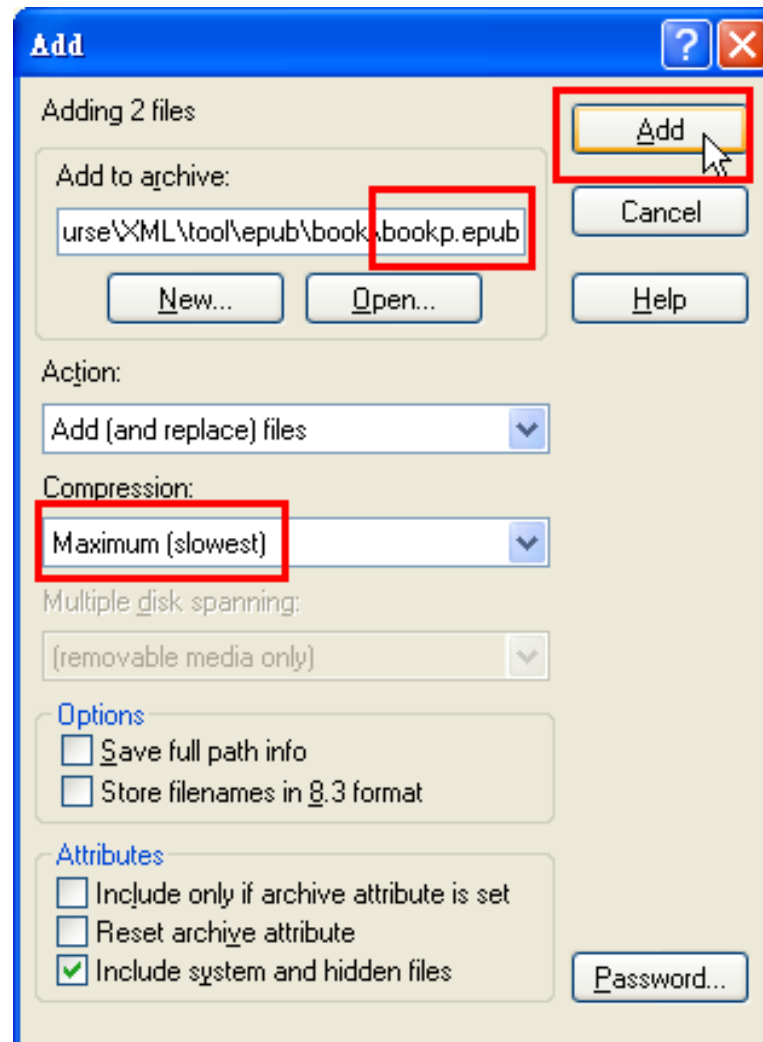 Add
Adding 2 files
Add
Add to archive:
urse\XML\tool\epub\book\bookp.epub
Cancel
New...
Open...
Help
Action:
Add (and replace) files
Compression:
Maximum (slowest)
Multiple disk spanning:
(removable media only)
Options
Save full path info
Store filenames in 8.3 format
Attributes
Include only if archive attribute is set
Reset archive attribute
Include system and hidden files
Password...